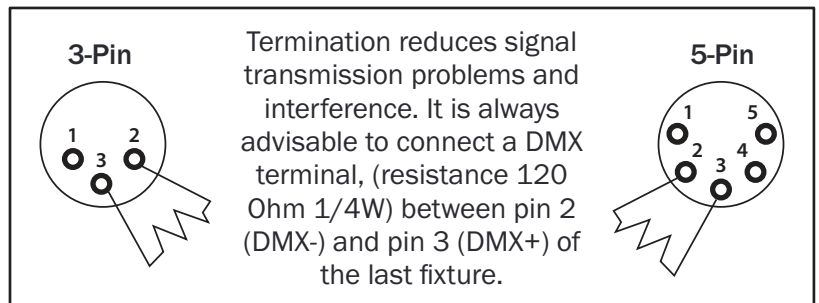 3-Pin
1
2
3
Termination reduces signal
transmission problems and
interference. It is always
advisable to connect a DMX
terminal, (resistance 120
Ohm 1/4W) between pin 2
(DMX-) and pin 3 (DMX+) of
the last fixture.
5-Pin
1
5
2
4
3